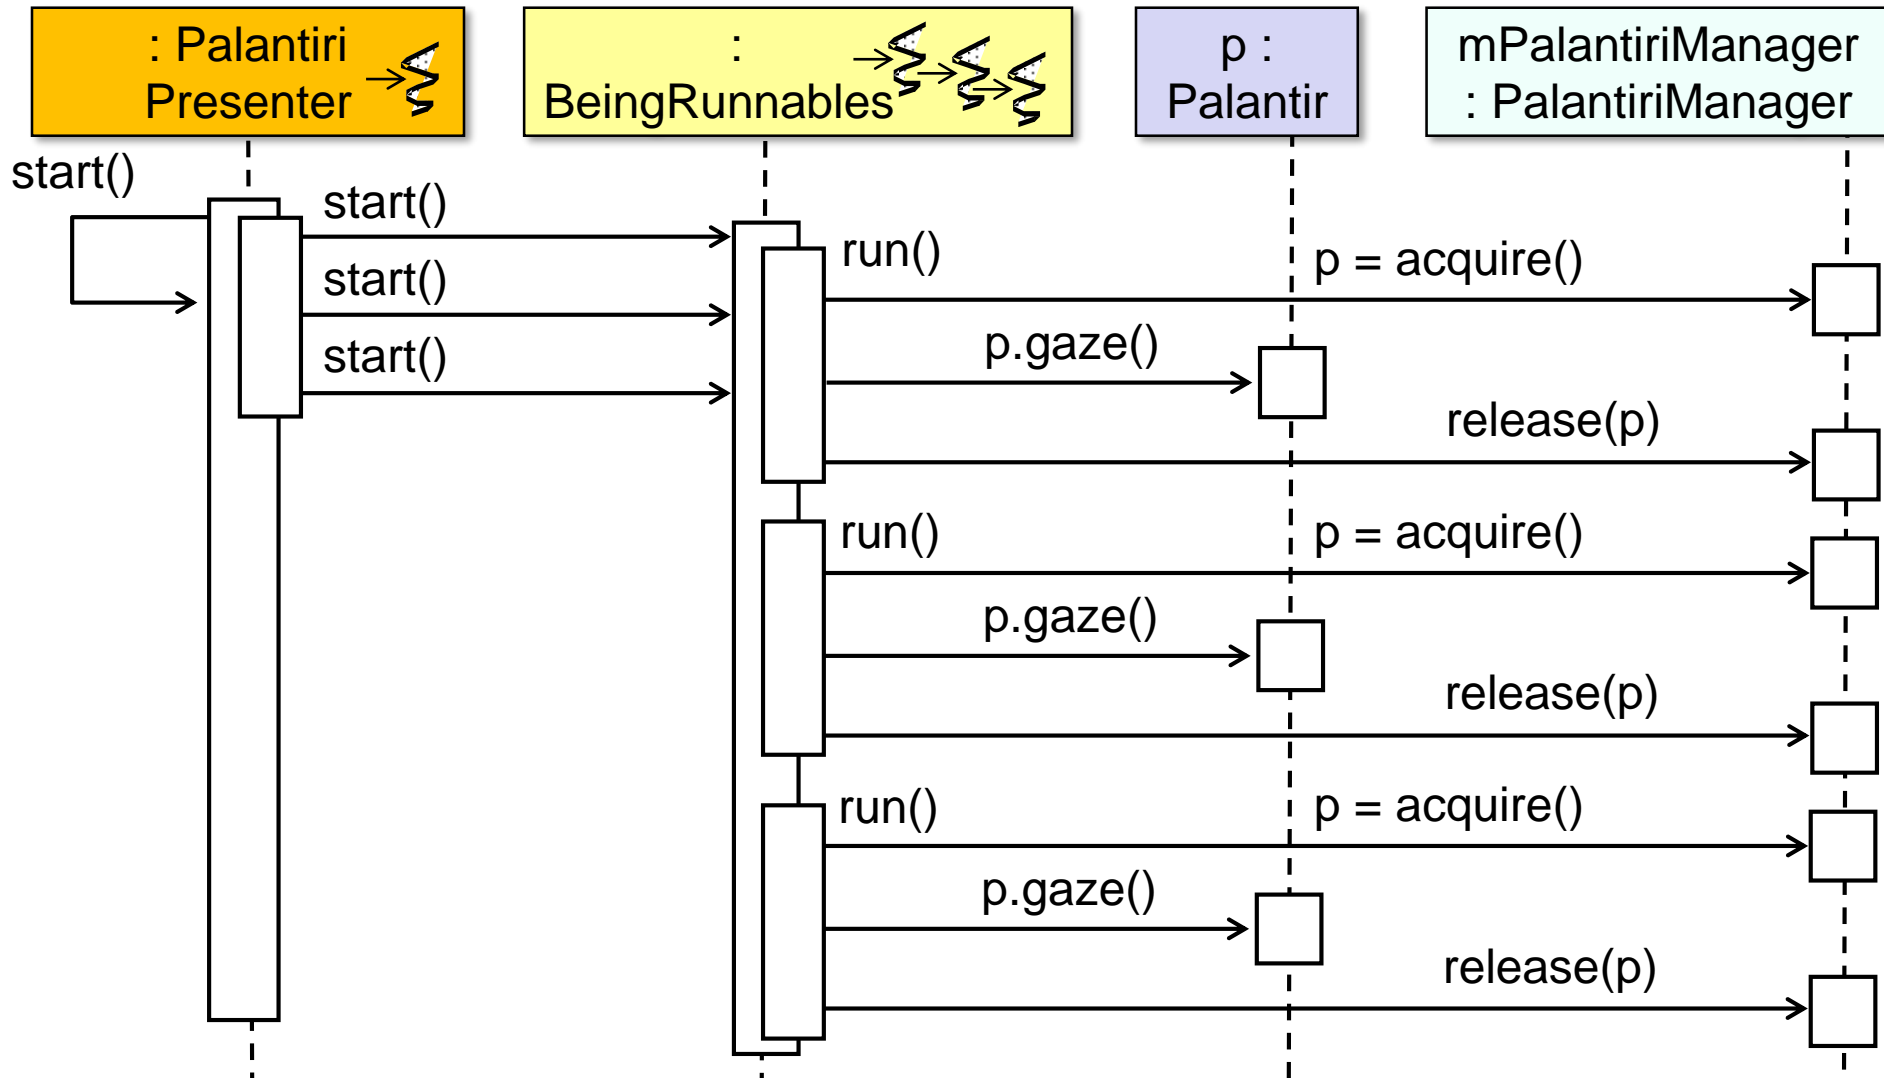 : Palantiri
Presenter
:
BeingRunnables
p :
Palantir
mPalantiriManager
: PalantiriManager
start()
start()
start()
start()
run()
p = acquire()
p.gaze()
release(p)
run()
p = acquire()
p.gaze()
release(p)
run()
p = acquire()
p.gaze()
release(p)